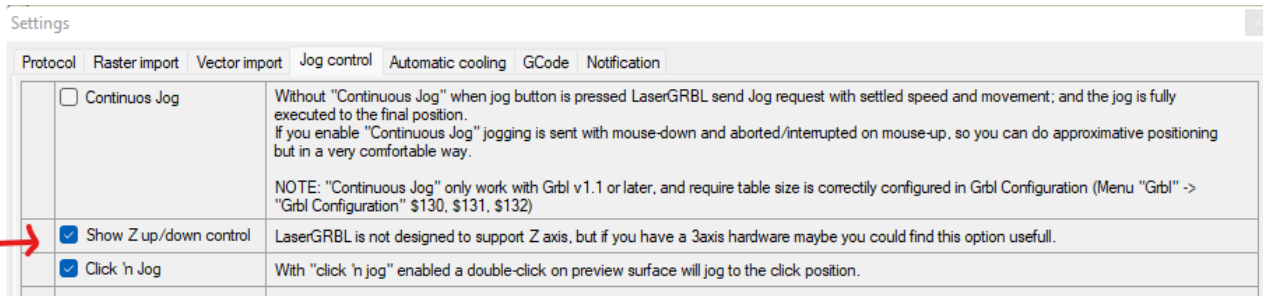 Settings
Protocol Raster import Vector import Jog control Automatic cooling GCode Notification
Continuos Jog
Without "Continuous Jog" when jog button is pressed LaserGRBL send Jog request with settled speed and movement; and the jog is fully
executed to the final position.
If you enable "Continuous Jog" jogging is sent with mouse-down and aborted/interrupted on mouse-up, so you can do approximative positioning
but in a very comfortable way.
NOTE: "Continuous Jog" only work with Grbl v1.1 or later, and require table size is correctily configured in Grbl Configuration (Menu "Grbl" ->
"Grbl Configuration" $130, $131, $132)
Show Z up/down control
LaserGRBL is not designed to support Z axis, but if you have a 3axis hardware maybe you could find this option usefull.
Click 'n Jog
With "click 'n jog" enabled a double-click on preview surface will jog to the click position.